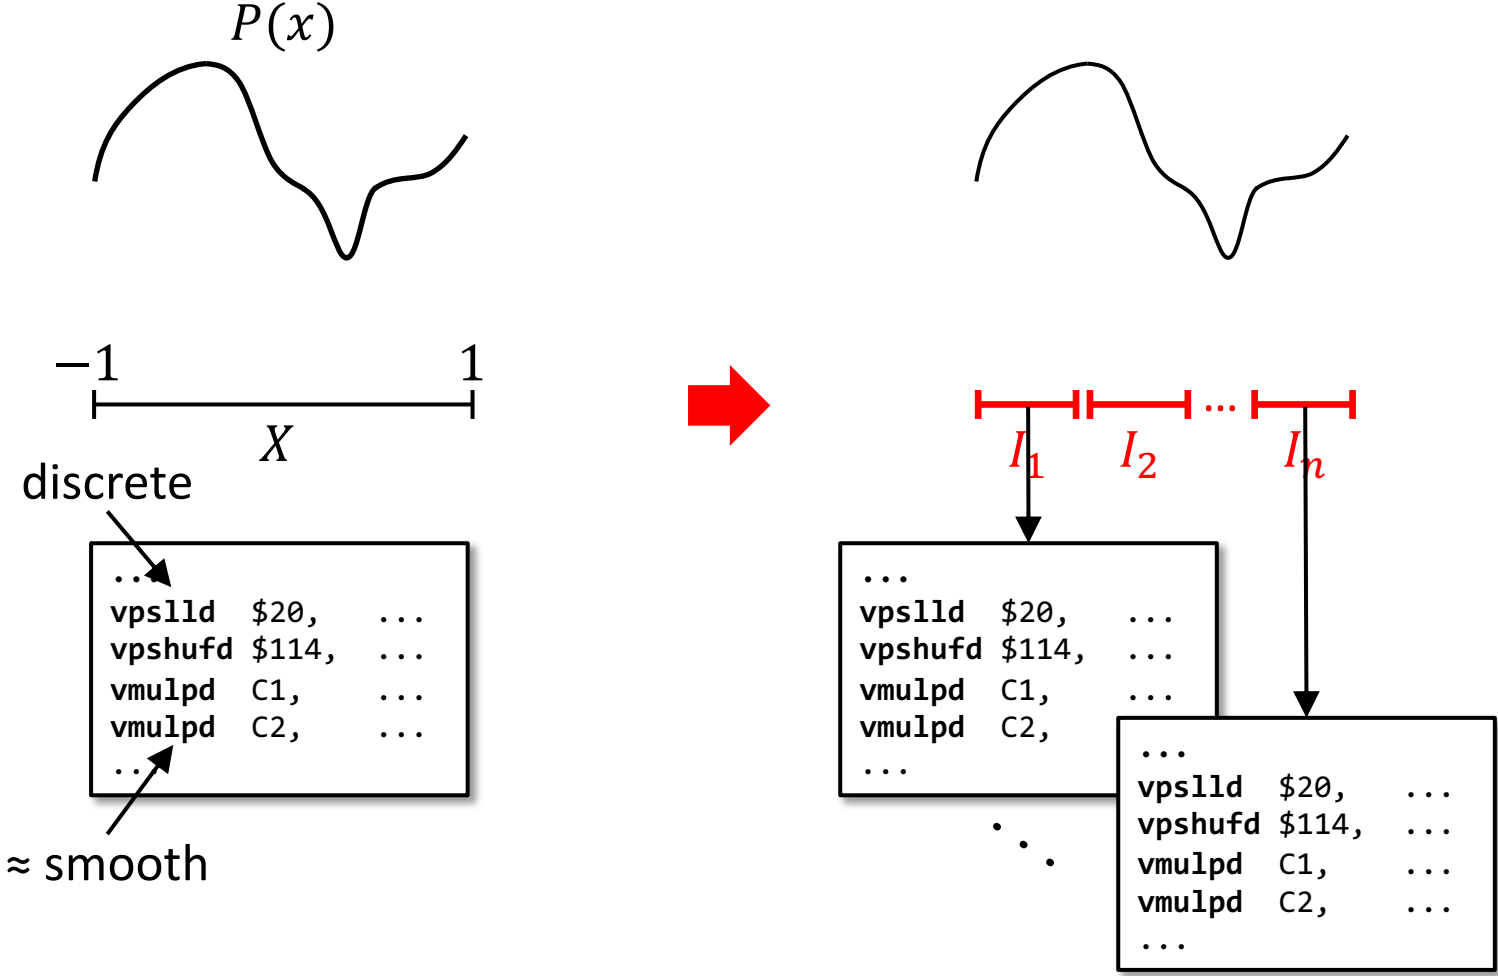 P(x)
−1 1
X
discrete
...
vpslld $20, ...
vpshufd $114, ...
vmulpd C1, ...
vmulpd C2, ...
...
≈ smooth
I₁ I₂ ... Iₙ
...
vpslld $20, ...
vpshufd $114, ...
vmulpd C1, ...
vmulpd C2,
...
...
...
vpslld $20, ...
vpshufd $114, ...
vmulpd C1, ...
vmulpd C2, ...
...